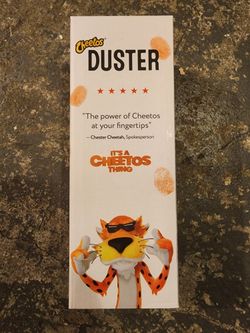 Cheetos
DUSTER
"The power of Cheetos
at your fingertips"
—Chester Cheetah, Spokesperson
IT'S A
CHEETOS
THING